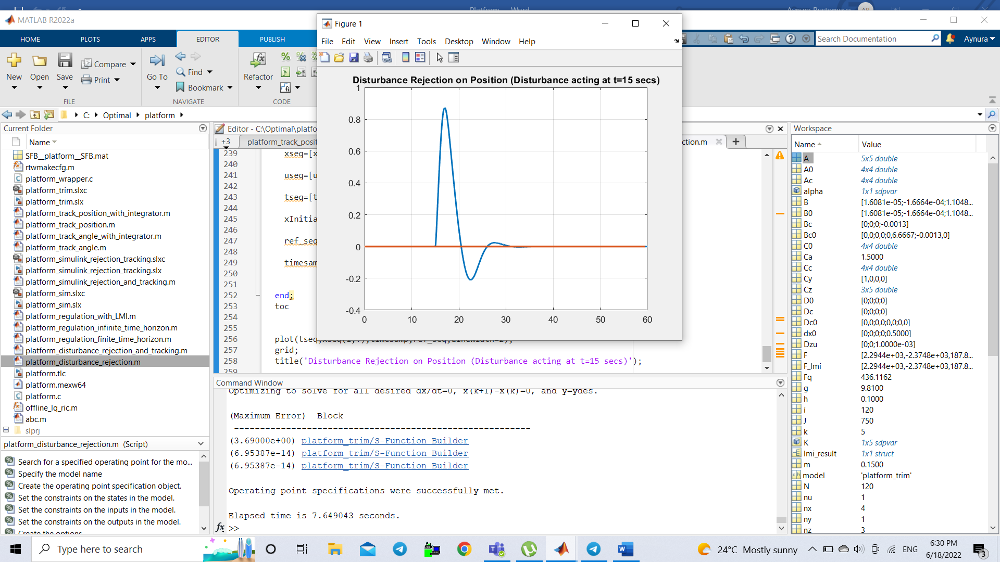 Platform - Word
Aynura Rustemova
AR
MATLAB R2022a
HOME PLOTS APPS EDITOR PUBLISH
Search Documentation
Aynura
New
Open
Save
Compare
Print
FILE
Go To
Find
Bookmark
NAVIGATE
Refactor
CODE
C: Optimal platform
Current Folder
Name
SFB__platform__SFB.mat
rtwmakecfg.m
platform_wrapper.c
platform_trim.slxc
platform_trim.slx
platform_track_position_with_integrator.m
platform_track_position.m
platform_track_angle_with_integrator.m
platform_track_angle.m
platform_simulink_rejection_tracking.slxc
platform_simulink_rejection_tracking.slx
platform_simulink_rejection_and_tracking.m
platform_sim.slxc
platform_sim.slx
platform_regulation_with_LMI.m
platform_regulation_infinite_time_horizon.m
platform_regulation_finite_time_horizon.m
platform_disturbance_rejection_and_tracking.m
platform_disturbance_rejection.m
platform.tlc
platform.mexw64
platform.c
offline_lq_ric.m
abc.m
slprj
platform_disturbance_rejection.m (Script)
Search for a specified operating point for the mo...
Specify the model name
Create the operating point specification object.
Set the constraints on the states in the model.
Set the constraints on the inputs in the model.
Set the constraints on the outputs in the model.
Create the options
Editor - C:\Optimal\platfo
+3 platform_track_posit
ction.m
239 xseq=[x
240
241 useq=[u
242
243 tseq=[t
244
245 xInitia
246
247 ref_seq
248
249 timesam
250
251
252 end;
253 toc
254
255
256 plot(tseq,xseq(1,:),timesamp,ref_seq,LineWidth=2);
257 grid;
258 title('Disturbance Rejection on Position (Disturbance acting at t=15 secs)');
259
Figure 1
File Edit View Insert Tools Desktop Window Help
Disturbance Rejection on Position (Disturbance acting at t=15 secs)
1
0.8
0.6
0.4
0.2
0
-0.2
-0.4
0 10 20 30 40 50 60
Command Window
Optimizing to solve for all desired dx/dt=0, x(k+1)-x(k)=0, and y=ydes.
(Maximum Error) Block
---------------------------------------------------------
(3.69000e+00) platform_trim/S-Function Builder
(6.95387e-14) platform_trim/S-Function Builder
(6.95387e-14) platform_trim/S-Function Builder
Operating point specifications were successfully met.
Elapsed time is 7.649043 seconds.
fx >>
Workspace
Name Value
A 5x5 double
A0 4x4 double
Ac 4x4 double
alpha 1x1 sdpvar
B [1.6081e-05;-1.6664e-04;1.1048...
B0 [1.6081e-05;-1.6664e-04;1.1048...
Bc [0;0;0;-0.0013]
Bc0 [0,0;0,0;0,6.6667;-0.0013,0]
C0 4x4 double
Ca 1.5000
Cc 4x4 double
Cy [1,0,0,0]
Cz 3x5 double
D0 [0;0;0;0]
Dc [0;0;0;0]
Dc0 [0,0;0,0;0,0;0,0]
dx0 [0;0;0;0;0.5000]
Dzu [0;0;1.0000e-03]
F [2.2944e+03,-2.3748e+03,187.8...
F_lmi [2.2944e+03,-2.3748e+03,187.8...
Fq 436.1162
g 9.8100
h 0.1000
i 120
J 750
k 5
K 1x5 sdpvar
lmi_result 1x1 struct
m 0.1500
model 'platform_trim'
N 120
nu 1
nx 4
ny 1
nz 3
Type here to search
24°C Mostly sunny
ENG
6:30 PM
6/18/2022
3